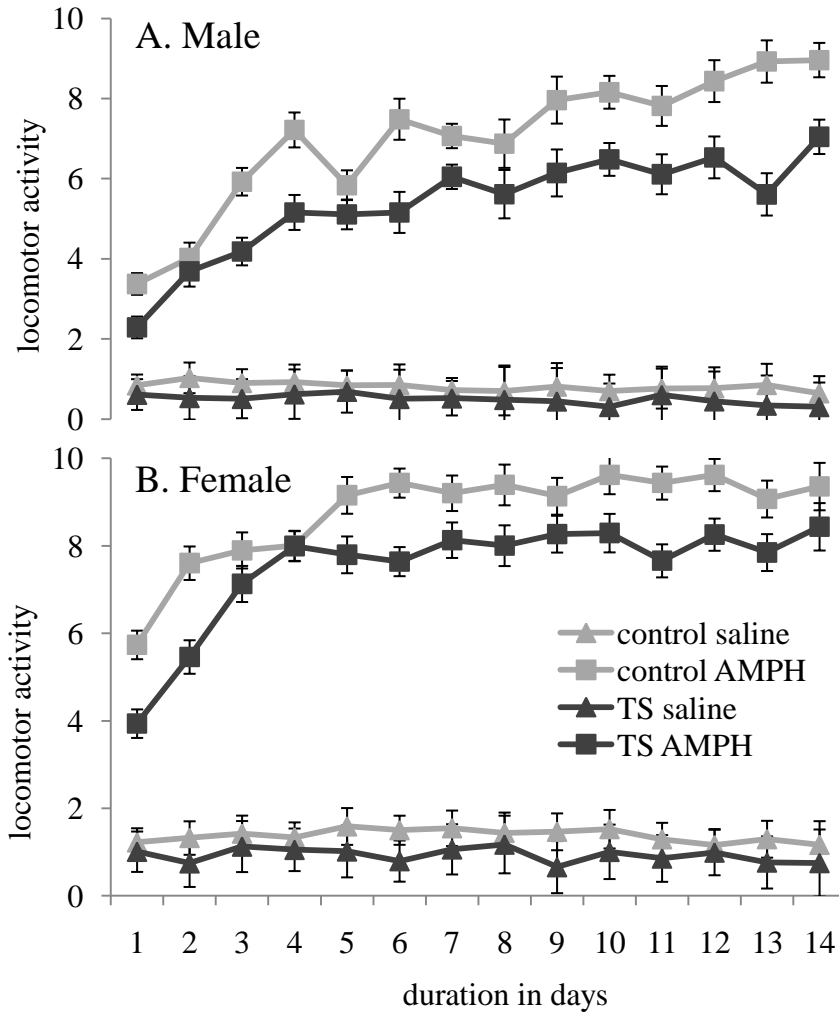 A. Male
10
8
6
4
2
0
locomotor activity
B. Female
10
8
6
4
2
0
locomotor activity
control saline
control AMPH
TS saline
TS AMPH
1 2 3 4 5 6 7 8 9 10 11 12 13 14
duration in days